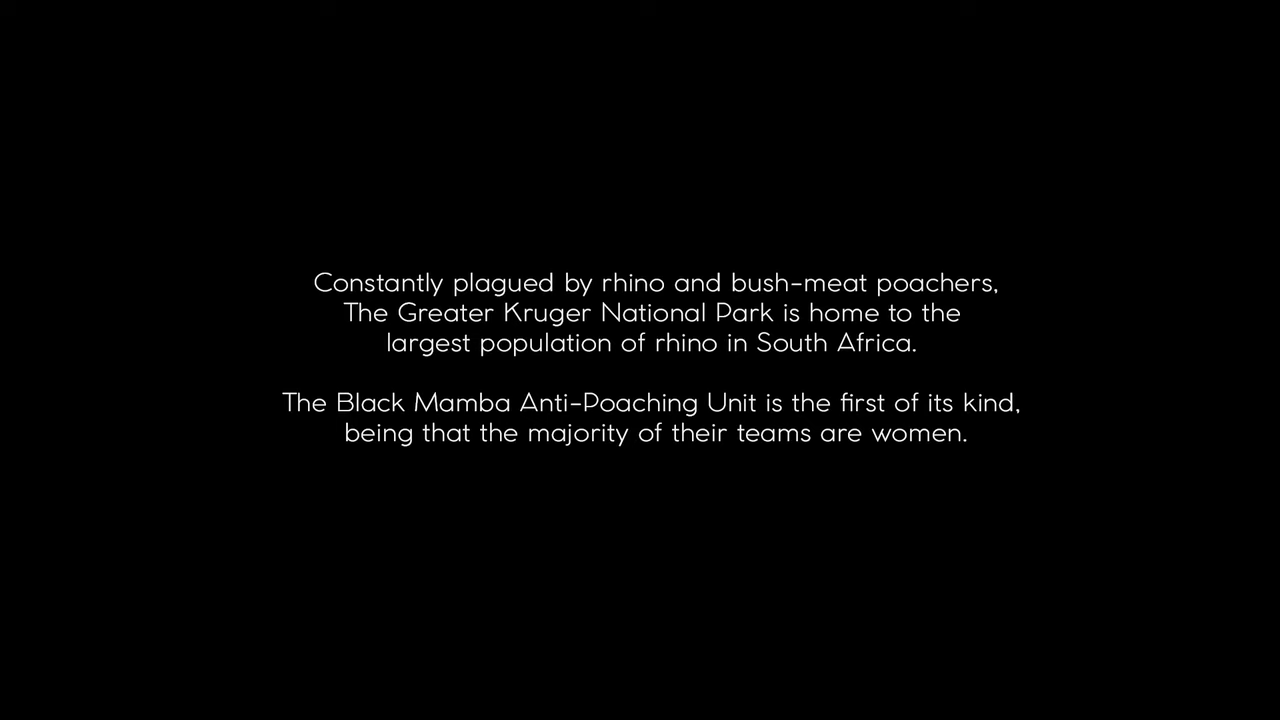 Constantly plagued by rhino and bush-meat poachers,
The Greater Kruger National Park is home to the
largest population of rhino in South Africa.
The Black Mamba Anti-Poaching Unit is the first of its kind,
being that the majority of their teams are women.